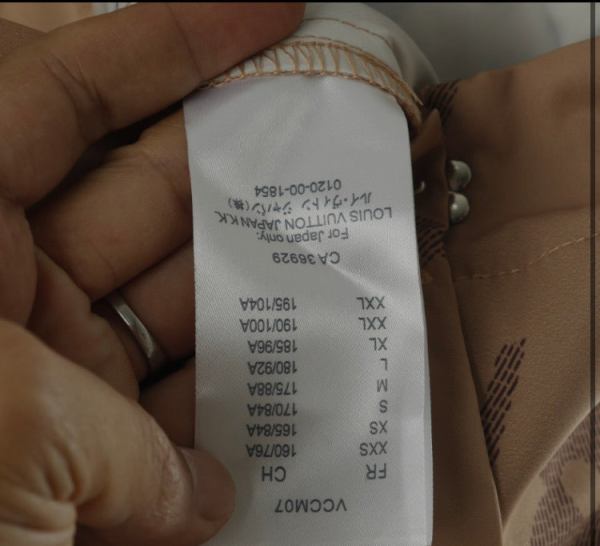 VCCM07
FR CH
XXS 160/76A
XS 165/84A
S 170/84A
M 175/88A
L 180/92A
XL 185/96A
XXL 190/100A
XXL 195/104A
CA 36929
For Japan only:
LOUIS VUITTON JAPAN K.K.
ルイ・ヴィトン ジャパン(株)
0120-00-1854